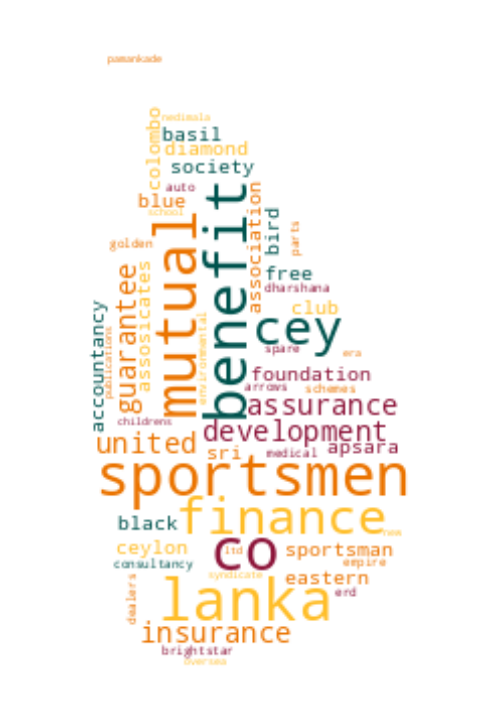 pamankade
nedimala
colombo
basil
diamond
society
auto
blue
school
association
bird
parts
mutual
benefit
golden
free
dharshana
guarantee
assosicates
environmental
club
cey
accountancy
publications
spare
era
foundation
arrows
schemes
assurance
childrens
development
united
sri
medical
apsara
sportsmen
finance
black
new
co
ltd
ceylon
sportsman
consultancy
empire
syndicate
eastern
dealers
lanka
erd
insurance
brightstar
oversea